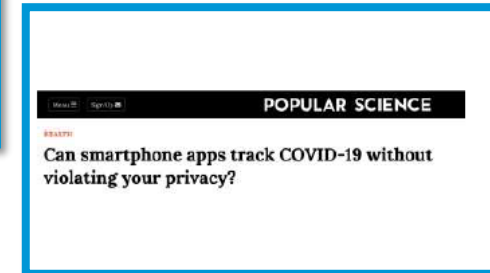 Menu Sign Up
POPULAR SCIENCE
HEALTH
Can smartphone apps track COVID-19 without
violating your privacy?